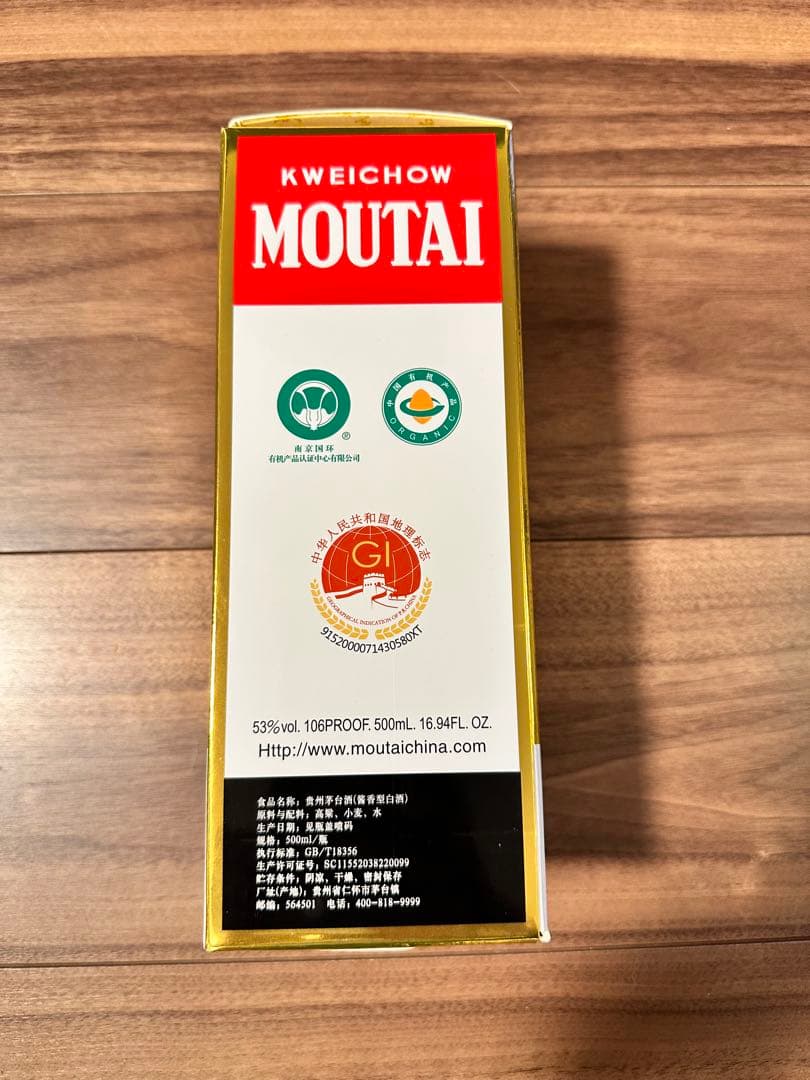 KWEICHOW
MOUTAI
南京国环
有机产品认证中心有限公司
®
中国有机产品
ORGANIC
中华人民共和国地理标志
GI
GEOGRAPHICAL INDICATION OF P.R.CHINA
9152000071430580XT
53%vol. 106PROOF. 500mL. 16.94FL. OZ.
Http://www.moutaichina.com
食品名称：贵州茅台酒(酱香型白酒)
原料与配料：高粱、小麦、水
生产日期：见瓶盖喷码
规格：500ml/瓶
执行标准：GB/T18356
生产许可证号：SC11552038220099
贮存条件：阴凉、干燥、密封保存
厂址(产地)：贵州省仁怀市茅台镇
邮编：564501 电话：400-818-9999